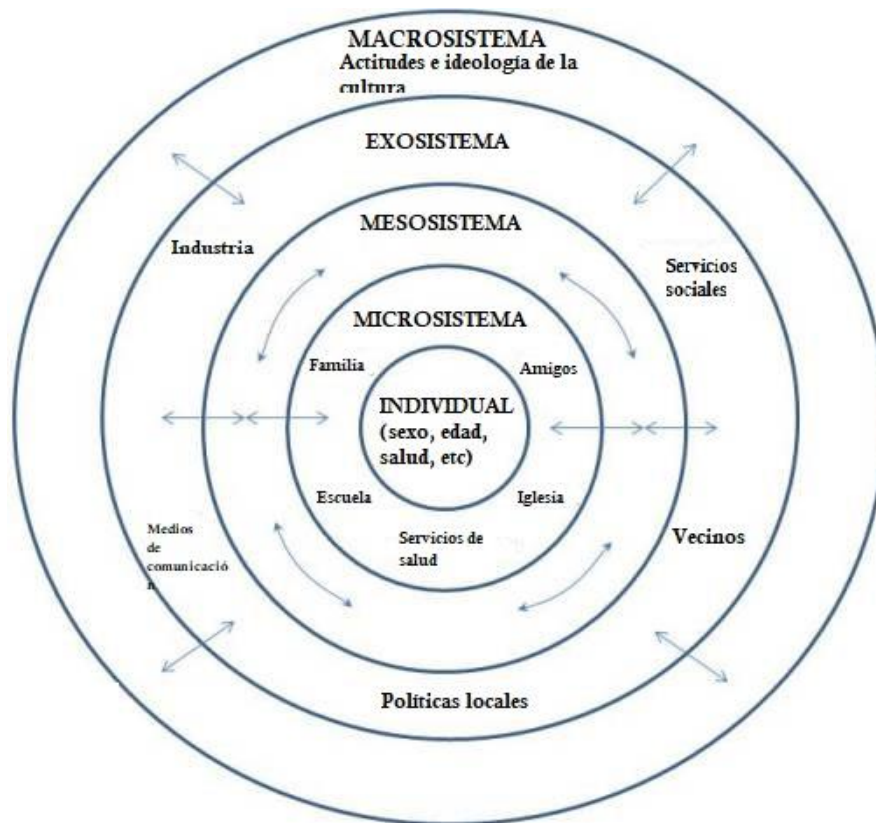 MACROSISTEMA
Actitudes e ideología de la
cultura
EXOSISTEMA
MESOSISTEMA
Industria
Servicios
sociales
MICROSISTEMA
Familia
Amigos
INDIVIDUAL
(sexo, edad,
salud, etc)
Escuela
Iglesia
Servicios de
salud
Medios
de
comunicació
n
Vecinos
Políticas locales